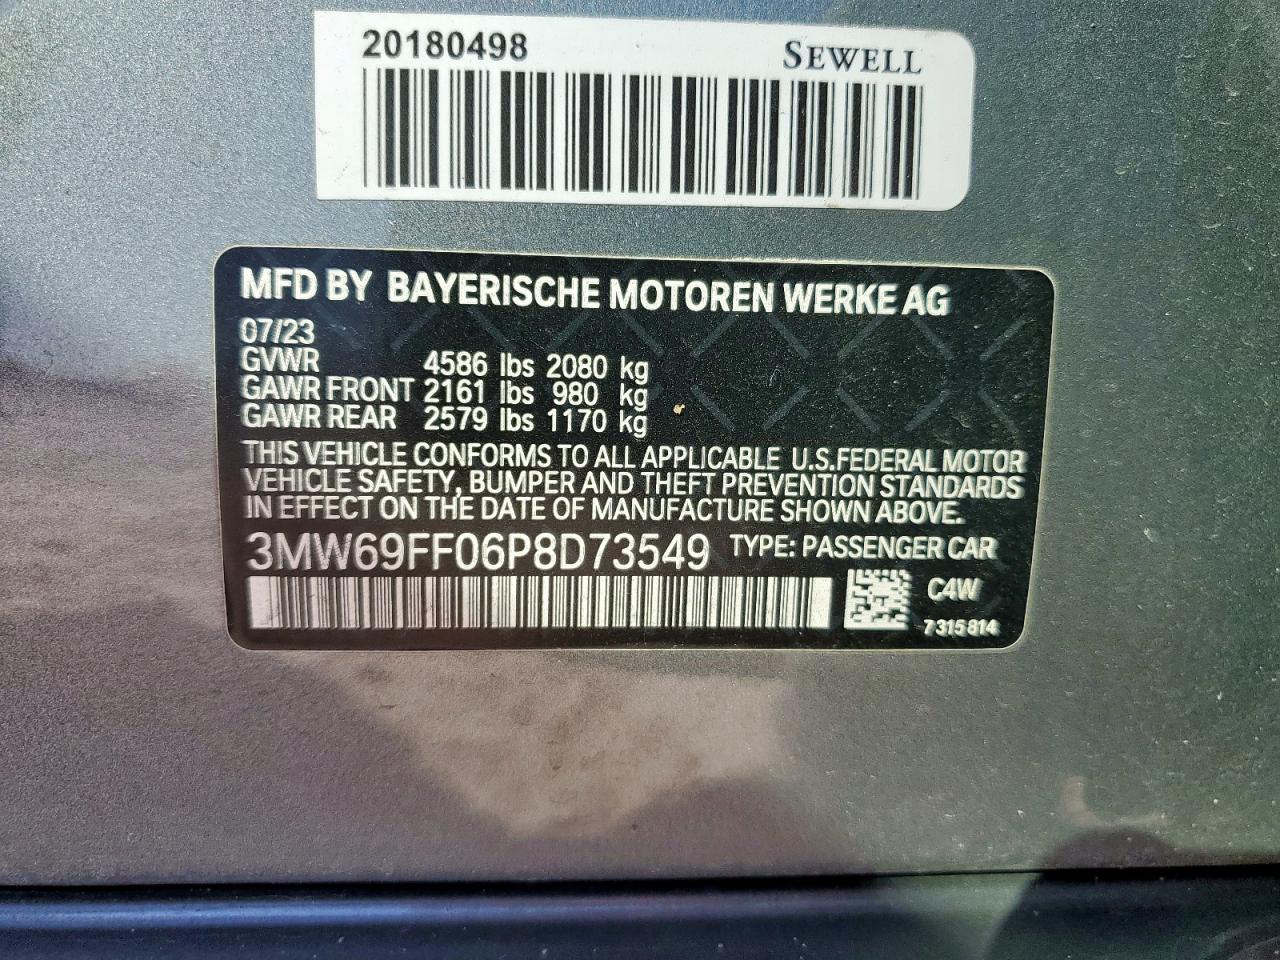 20180498 SEWELL
MFD BY BAYERISCHE MOTOREN WERKE AG
07/23
GVWR 4586 lbs 2080 kg
GAWR FRONT 2161 lbs 980 kg
GAWR REAR 2579 lbs 1170 kg
THIS VEHICLE CONFORMS TO ALL APPLICABLE U.S.FEDERAL MOTOR
VEHICLE SAFETY, BUMPER AND THEFT PREVENTION STANDARDS
IN EFFECT ON THE DATE OF MANUFACTURE SHOWN ABOVE.
3MW69FF06P8D73549 TYPE: PASSENGER CAR
C4W
7315814